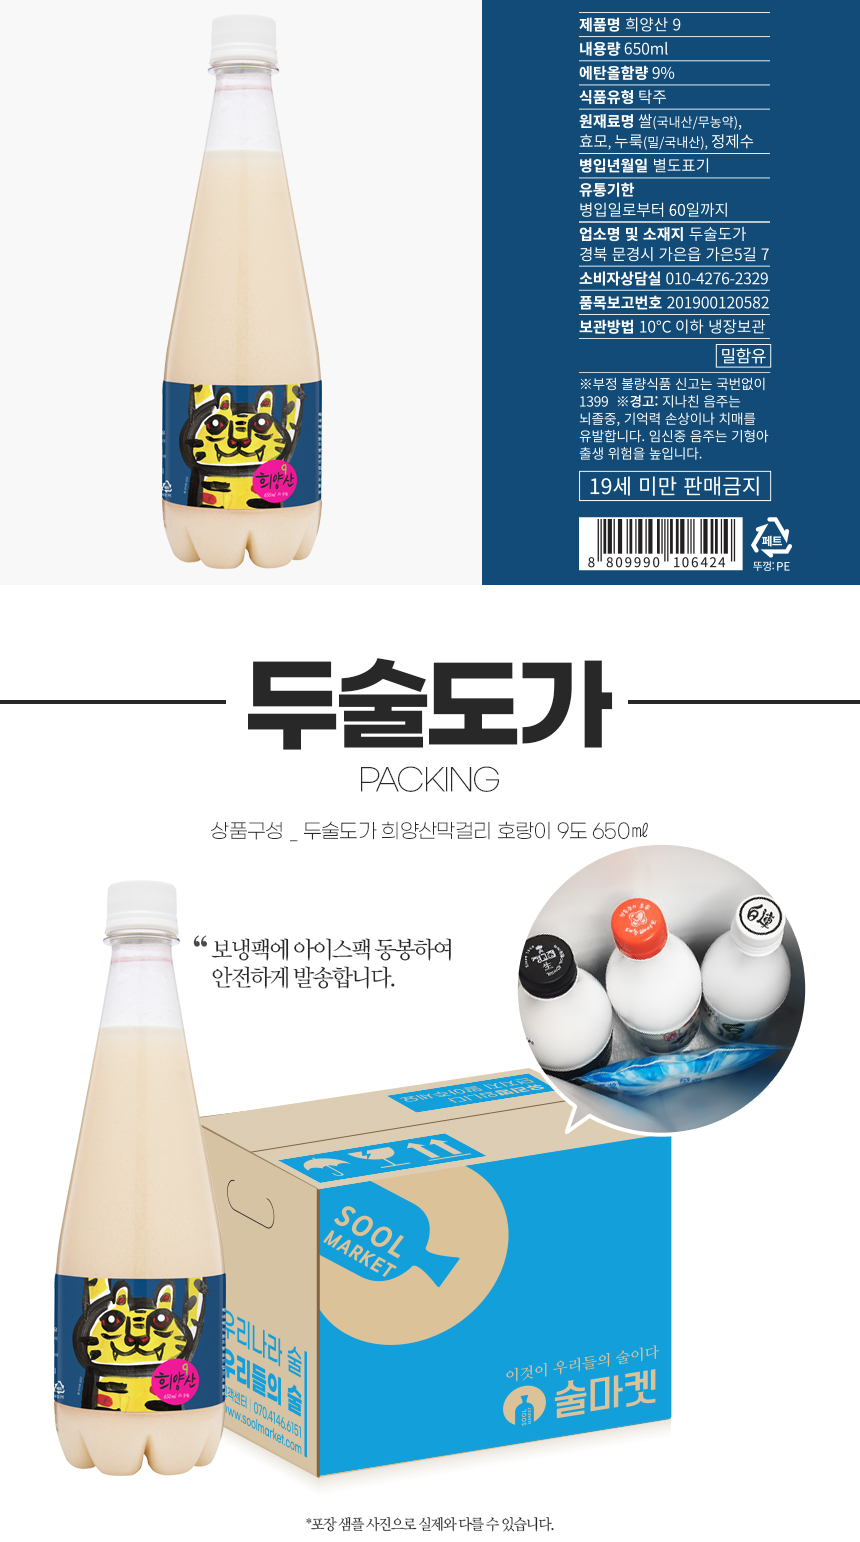 제품명 희양산 9
내용량 650ml
에탄올함량 9%
식품유형 탁주
원재료명 쌀(국내산/무농약),
효모, 누룩(밀/국내산), 정제수
병입년월일 별도표기
유통기한
병입일로부터 60일까지
업소명 및 소재지 두술도가
경북 문경시 가은읍 가은5길 7
소비자상담실 010-4276-2329
품목보고번호 201900120582
보관방법 10℃ 이하 냉장보관
밀함유
※부정 불량식품 신고는 국번없이
1399 ※경고: 지나친 음주는
뇌졸중, 기억력 손상이나 치매를
유발합니다. 임신중 음주는 기형아
출생 위험을 높입니다.
19세 미만 판매금지
8 809990 106424
페트
뚜껑: PE
9
희양산
두술도가
PACKING
상품구성 _ 두술도가 희양산막걸리 호랑이 9도 650㎖
“ 보냉팩에 아이스팩 동봉하여
안전하게 발송합니다.
SOOL
MARKET
우리나라 술
우리들의 술
070.4146.6151
www.soolmarket.com
이것이 우리들의 술이다
술마켓
9
희양산
*포장 샘플 사진으로 실제와 다를 수 있습니다.